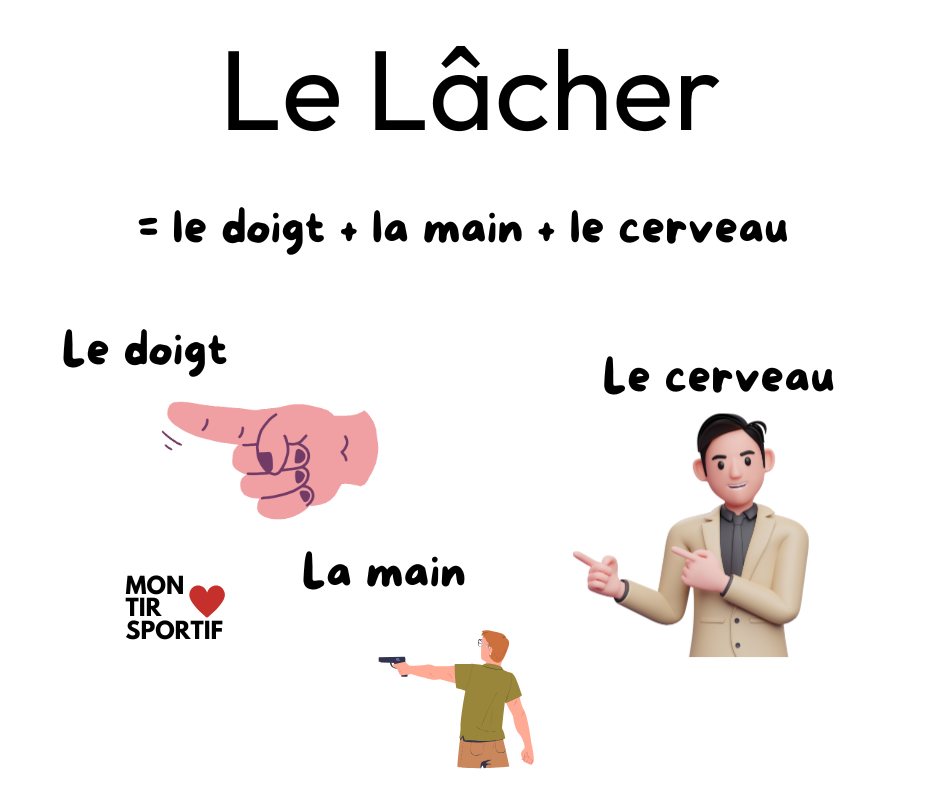 Le Lâcher
= le doigt + la main + le cerveau
Le doigt
Le cerveau
La main
MON
TIR
SPORTIF